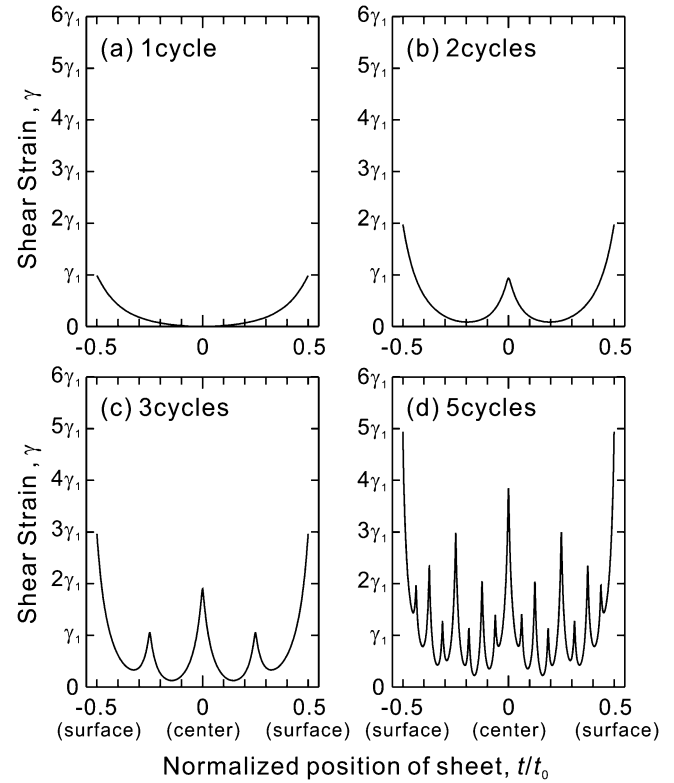 (a) 1cycle
(b) 2cycles
6γ₁
5γ₁
4γ₁
3γ₁
2γ₁
γ₁
0
-0.5 0 0.5
6γ₁
5γ₁
4γ₁
3γ₁
2γ₁
γ₁
0
-0.5 0 0.5
Shear Strain , γ
(c) 3cycles
(d) 5cycles
6γ₁
5γ₁
4γ₁
3γ₁
2γ₁
γ₁
0
-0.5 0 0.5
(surface) (center) (surface)
6γ₁
5γ₁
4γ₁
3γ₁
2γ₁
γ₁
0
-0.5 0 0.5
(surface) (center) (surface)
Shear Strain , γ
Normalized position of sheet, t/t₀